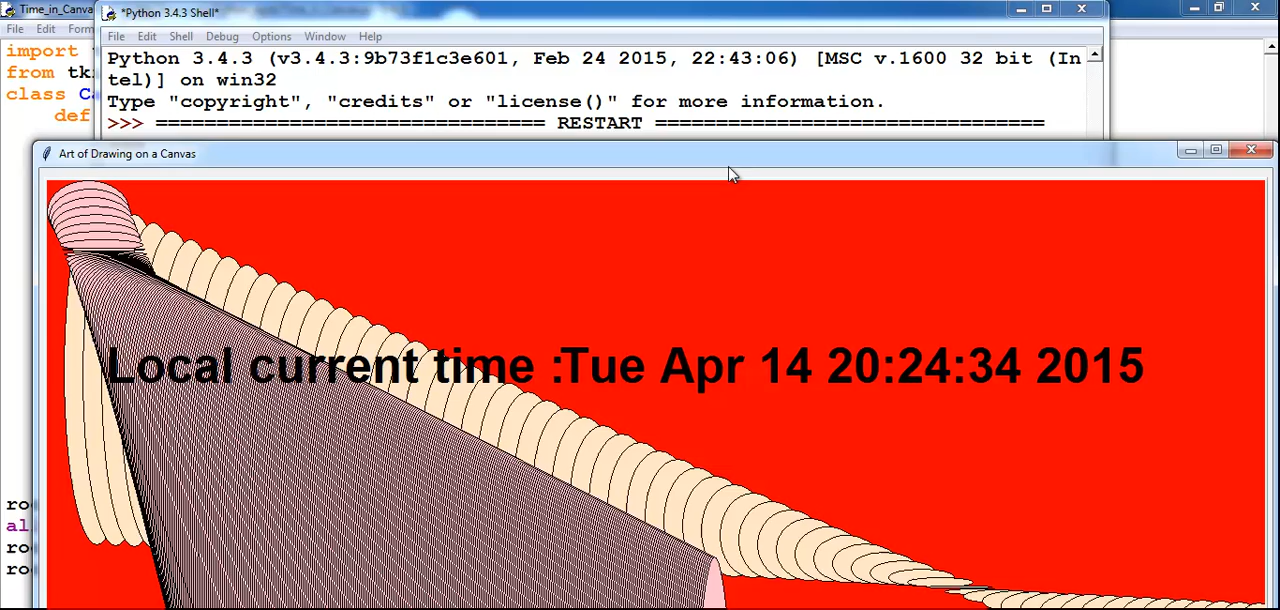 Time_in_Canva
*Python 3.4.3 Shell*
File Edit Form
File Edit Shell Debug Options Window Help
import
from tk
class C
def
Python 3.4.3 (v3.4.3:9b73f1c3e601, Feb 24 2015, 22:43:06) [MSC v.1600 32 bit (In
tel)] on win32
Type "copyright", "credits" or "license()" for more information.
>>> ================================ RESTART ================================
Art of Drawing on a Canvas
Local current time :Tue Apr 14 20:24:34 2015
ro
al
ro
ro